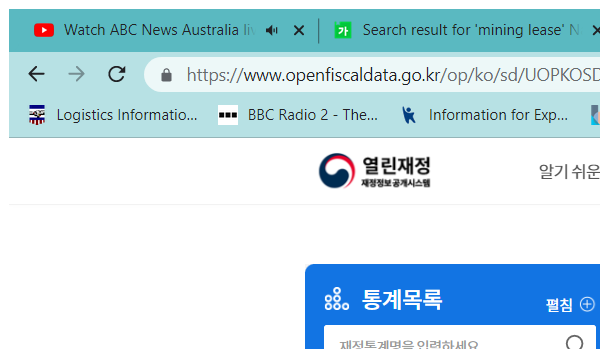 Watch ABC News Australia li
Search result for 'mining lease' N
https://www.openfiscaldata.go.kr/op/ko/sd/UOPKOSD
Logistics Informatio... BBC Radio 2 - The... Information for Exp...
열린재정
재정정보공개시스템
알기 쉬운
통계목록
펼침
재정통계명을 입력하세요